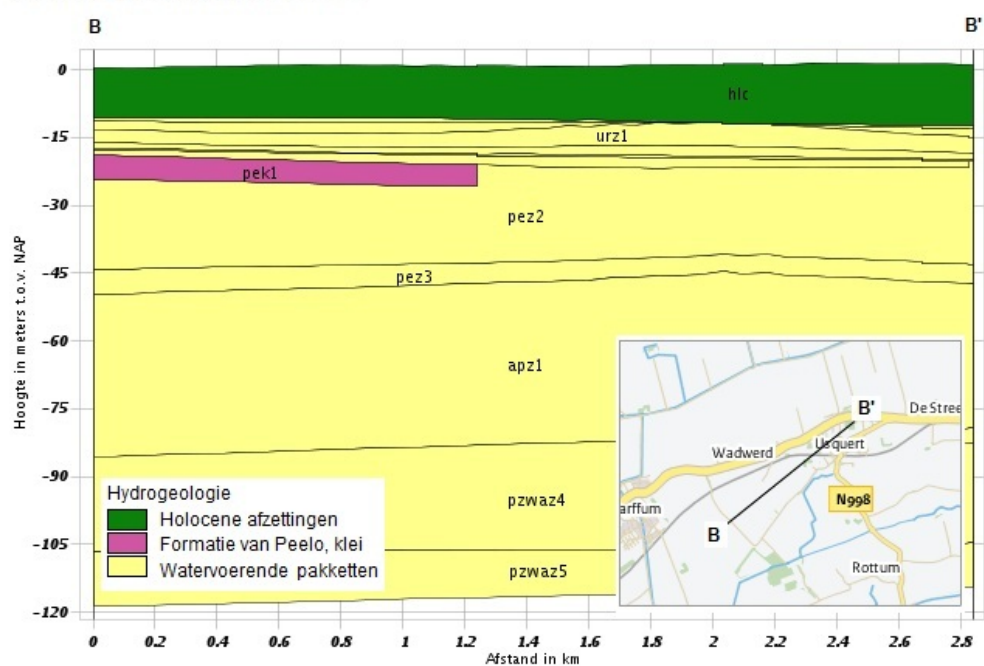 B B'
0
hlc
-15
urz1
pek1
-30
pez2
-45
pez3
-60
apz1
-75
-90
pzwaz4
-105
pzwaz5
-120
Hoogte in meters t.o.v. NAP
0 0.2 0.4 0.6 0.8 1 1.2 1.4 1.6 1.8 2 2.2 2.4 2.6 2.8
Afstand in km
Hydrogeologie
Holocene afzettingen
Formatie van Peelo, klei
Watervoerende pakketten
B'
De Stree
Usquert
Wadwerd
N998
arffum
B
Rottum